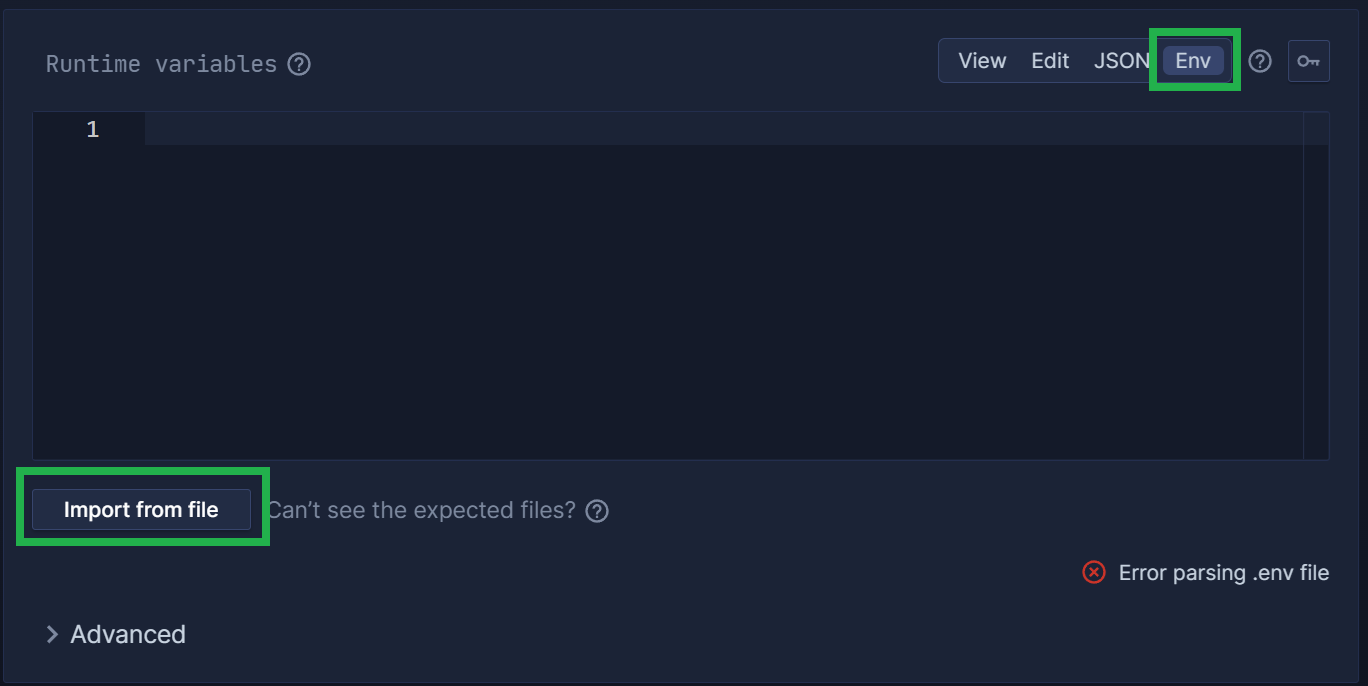 Runtime variables
View Edit JSON Env
1
Import from file Can't see the expected files?
Error parsing .env file
Advanced